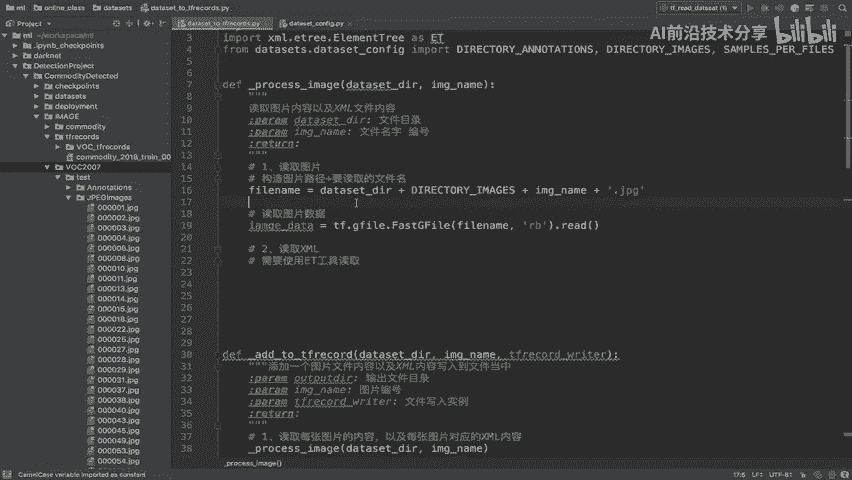 ml
online_class
datasets
dataset_to_tfrecords.py
tf_read_dataset (1)
Project
dataset_to_tfrecords.py
dataset_config.py
AI前沿技术分享
bilibili
ml ~/workspace/ml
.ipynb_checkpoints
darknet
DetectionProject
CommodityDetected
checkpoints
datasets
deployment
IMAGE
commodity
tfrecords
VOC_tfrecords
commodity_2018_train_00
VOC2007
test
Annotations
JPEGImages
000001.jpg
000002.jpg
000003.jpg
000004.jpg
000006.jpg
000008.jpg
000010.jpg
000011.jpg
000013.jpg
000014.jpg
000015.jpg
000018.jpg
000022.jpg
000025.jpg
000027.jpg
000028.jpg
000029.jpg
000031.jpg
000037.jpg
000038.jpg
000040.jpg
000043.jpg
000045.jpg
000049.jpg
000053.jpg
000054.jpg
3 import xml.etree.ElementTree as ET
4 from datasets.dataset_config import DIRECTORY_ANNOTATIONS, DIRECTORY_IMAGES, SAMPLES_PER_FILES
5
6
7 def _process_image(dataset_dir, img_name):
8 """
9 读取图片内容以及XML文件内容
10 :param dataset_dir: 文件目录
11 :param img_name: 文件名字 编号
12 :return:
13 """
14 # 1、读取图片
15 # 构造图片路径+要读取的文件名
16 filename = dataset_dir + DIRECTORY_IMAGES + img_name + '.jpg'
17
18 # 读取图片数据
19 iamge_data = tf.gfile.FastGFile(filename, 'rb').read()
20
21 # 2、读取XML
22 # 需要使用ET工具读取
23
24
25
26
27
28
29
30 def _add_to_tfrecord(dataset_dir, img_name, tfrecord_writer):
31 """添加一个图片文件内容以及XML内容写入到文件当中
32 :param outputdir: 输出文件目录
33 :param img_name: 图片编号
34 :param tfrecord_writer: 文件写入实例
35 :return:
36 """
37 # 1、读取每张图片的内容，以及每张图片对应的XML内容
38 _process_image(dataset_dir, img_name)
_process_image()
CamelCase variable imported as constant
17:5 LF÷ UTF-8÷